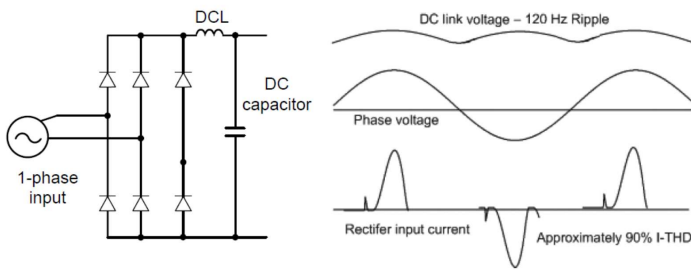 DCL
DC
capacitor
1-phase
input
DC link voltage – 120 Hz Ripple
Phase voltage
Rectifer input current
Approximately 90% I-THD